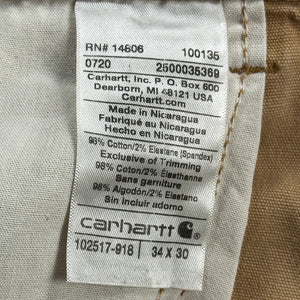 RN# 14806 100135
0720 2500035369
Carhartt, Inc. P.O. Box 600
Dearborn, MI 48121 USA
Carhartt.com
Made in Nicaragua
Fabriqué au Nicaragua
Hecho en Nicaragua
98% Cotton/2% Elastane (Spandex)
Exclusive of Trimming
98% Coton/2% Élasthanne
Sans garniture
98% Algodón/2% Elastano
Sin incluir adorno
carhartt
102517-918 34 X 30